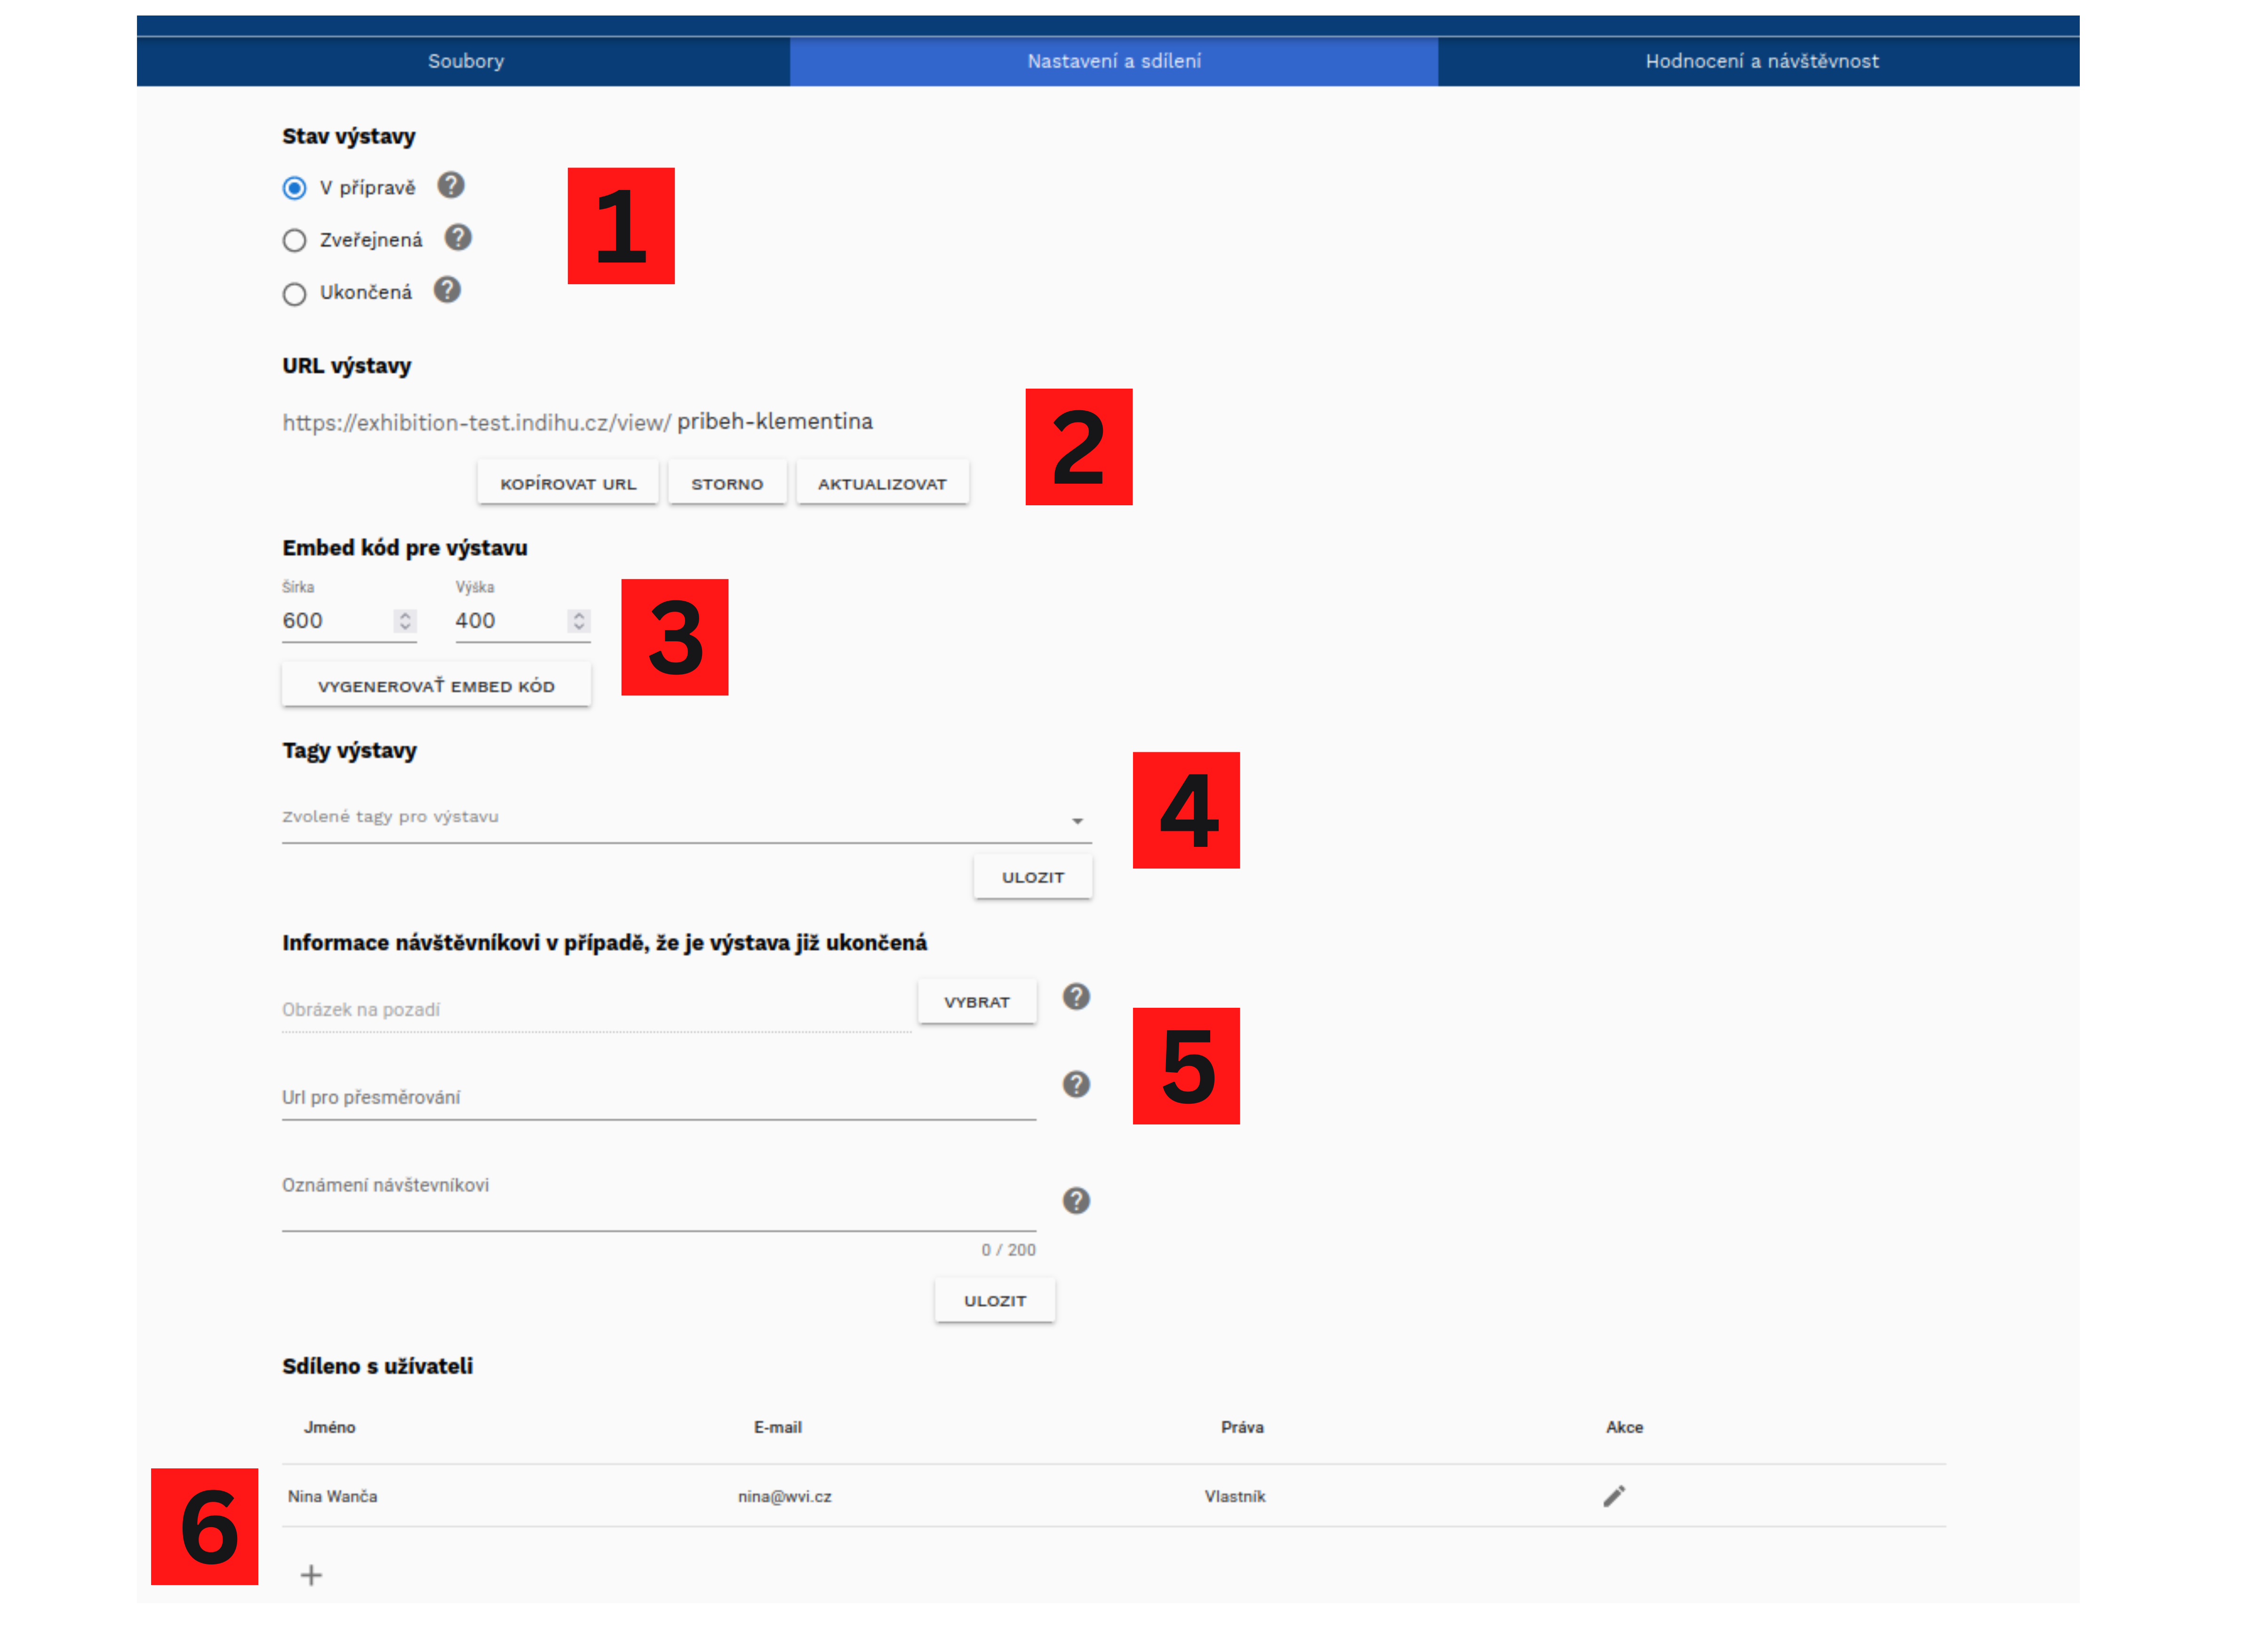 Soubory Nastavení a sdílení Hodnocení a návštěvnost
Stav výstavy
V přípravě ?
1
Zveřejnená ?
Ukončená ?
URL výstavy
https://exhibition-test.indihu.cz/view/ pribeh-klementina
2
KOPÍROVAT URL STORNO AKTUALIZOVAT
Embed kód pre výstavu
Šírka Výška
600 400
3
VYGENEROVAŤ EMBED KÓD
Tagy výstavy
Zvolené tagy pro výstavu
4
ULOZIT
Informace návštěvníkovi v případě, že je výstava již ukončená
Obrázek na pozadí VYBRAT ?
5
Url pro přesměrování ?
Oznámení návštevníkovi ?
0 / 200
ULOZIT
Sdíleno s užívateli
Jméno E-mail Práva Akce
Nina Wanča nina@wvi.cz Vlastník
6
+